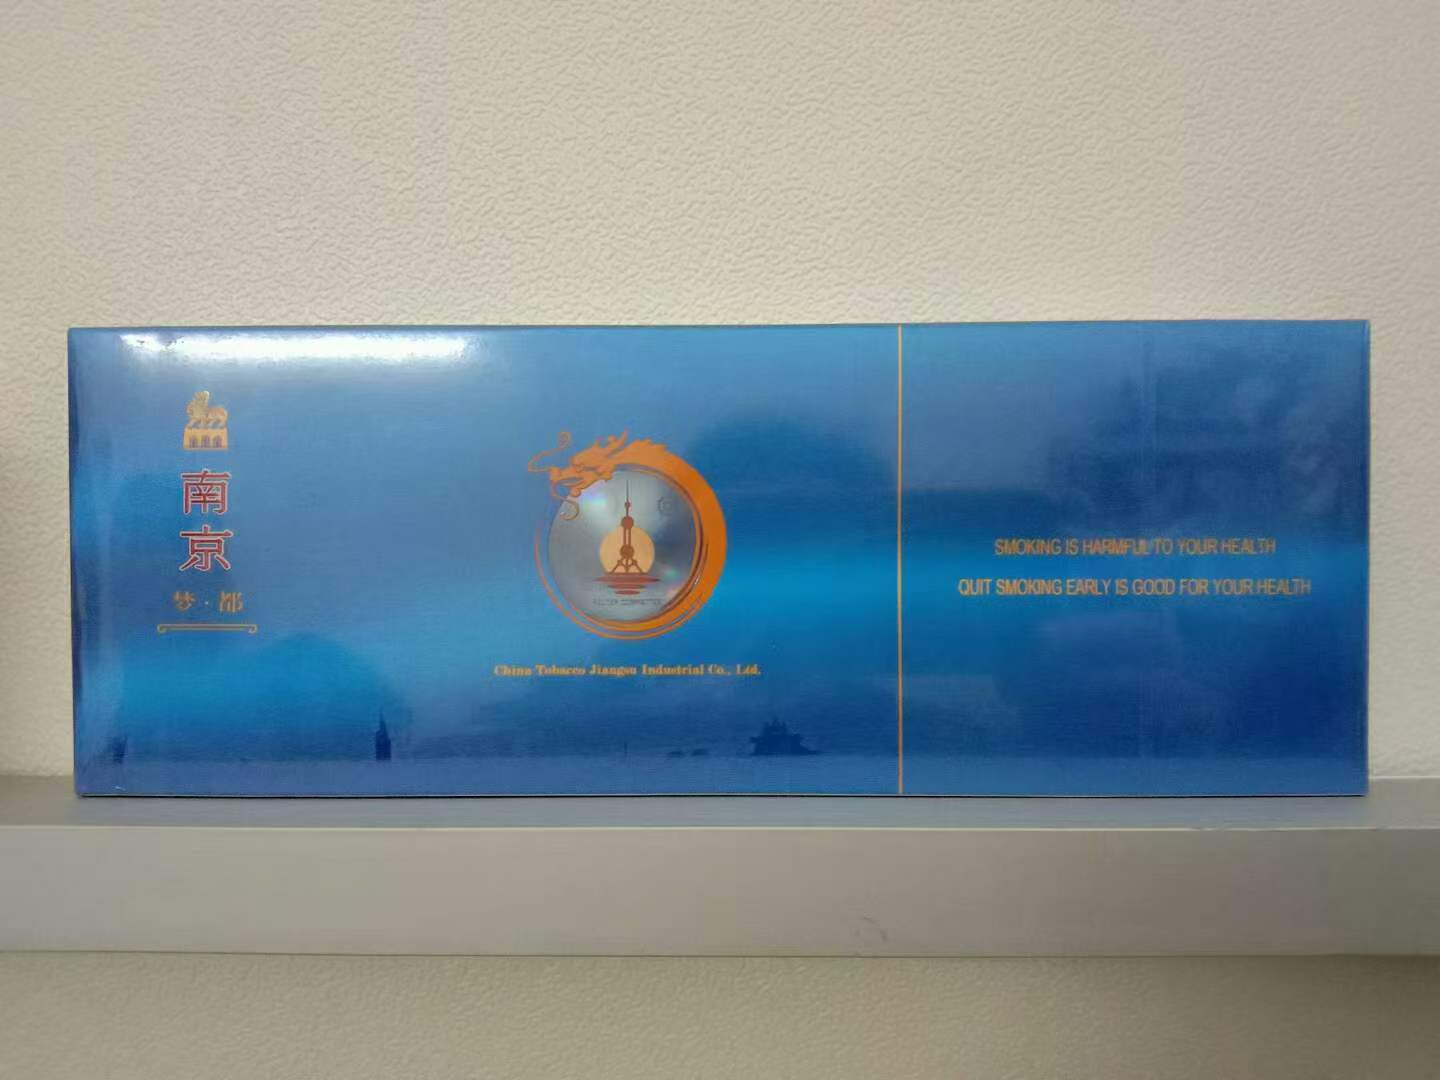 南
京
梦·都
China Tobacco Jiangsu Industrial Co., Ltd.
SMOKING IS HARMFUL TO YOUR HEALTH
QUIT SMOKING EARLY IS GOOD FOR YOUR HEALTH